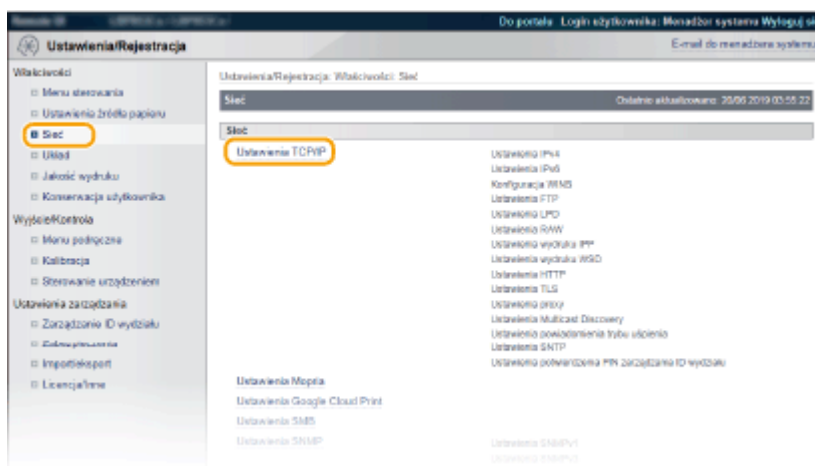 Do portalu Login użytkownika: Menadżer systemu Wyloguj si
Ustawienia/Rejestracja
E-mail do menadżera systemu
Właściwości
Menu sterowania
Ustawienia źródła papieru
Sieć
Układ
Jakość wydruku
Konserwacja użytkownika
Wyjście/Kontrola
Menu podręczne
Kalibracja
Sterowanie urządzeniem
Ustawienia zarządzania
Zarządzanie ID wydziału
Import/eksport
Licencja/Inne
Ustawienia/Rejestracja: Właściwości: Sieć
Sieć
Ostatnio aktualizowano: 20/06 2019 03:55:22
Sieć
Ustawienia TCP/IP
Ustawienia IPv4
Ustawienia IPv6
Konfiguracja WINS
Ustawienia FTP
Ustawienia LPD
Ustawienia RAW
Ustawienia wydruku IPP
Ustawienia wydruku WSD
Ustawienia HTTP
Ustawienia TLS
Ustawienia proxy
Ustawienia Multicast Discovery
Ustawienia powiadomienia trybu uśpienia
Ustawienia SNTP
Ustawienia potwierdzenia PIN zarządzania ID wydziału
Ustawienia Mopria
Ustawienia Google Cloud Print
Ustawienia SMB
Ustawienia SNMP
Ustawienia SNMPv1